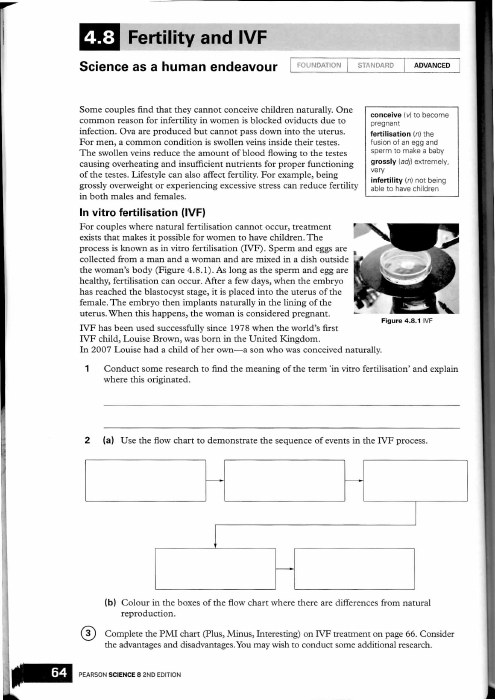 4.8 Fertility and IVF
Science as a human endeavour
FOUNDATION STANDARD ADVANCED
Some couples find that they cannot conceive children naturally. One
common reason for infertility in women is blocked oviducts due to
infection. Ova are produced but cannot pass down into the uterus.
For men, a common condition is swollen veins inside their testes.
The swollen veins reduce the amount of blood flowing to the testes
causing overheating and insufficient nutrients for proper functioning
of the testes. Lifestyle can also affect fertility. For example, being
grossly overweight or experiencing excessive stress can reduce fertility
in both males and females.
conceive (v) to become
pregnant
fertilisation (n) the
fusion of an egg and
sperm to make a baby
grossly (adj) extremely,
very
infertility (n) not being
able to have children
In vitro fertilisation (IVF)
For couples where natural fertilisation cannot occur, treatment
exists that makes it possible for women to have children. The
process is known as in vitro fertilisation (IVF). Sperm and eggs are
collected from a man and a woman and are mixed in a dish outside
the woman's body (Figure 4.8.1). As long as the sperm and egg are
healthy, fertilisation can occur. After a few days, when the embryo
has reached the blastocyst stage, it is placed into the uterus of the
female. The embryo then implants naturally in the lining of the
uterus. When this happens, the woman is considered pregnant.
Figure 4.8.1 IVF
IVF has been used successfully since 1978 when the world's first
IVF child, Louise Brown, was born in the United Kingdom.
In 2007 Louise had a child of her own—a son who was conceived naturally.
1 Conduct some research to find the meaning of the term 'in vitro fertilisation' and explain
where this originated.
2 (a) Use the flow chart to demonstrate the sequence of events in the IVF process.
(b) Colour in the boxes of the flow chart where there are differences from natural
reproduction.
3 Complete the PMI chart (Plus, Minus, Interesting) on IVF treatment on page 66. Consider
the advantages and disadvantages. You may wish to conduct some additional research.
64 PEARSON SCIENCE 8 2ND EDITION